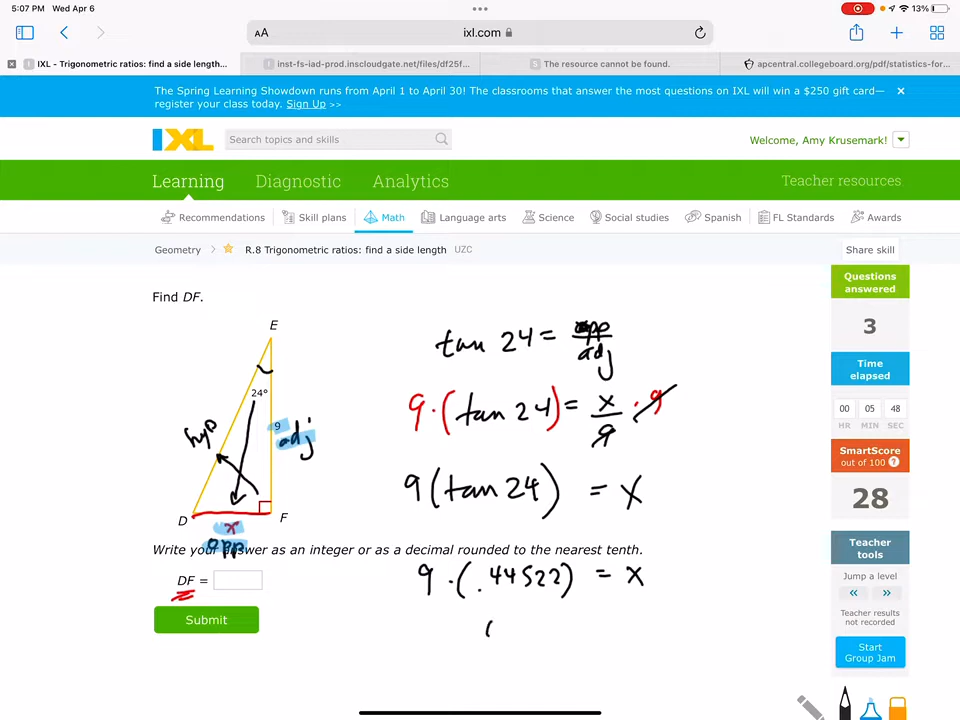 5:07 PM Wed Apr 6
13%
AA
ixl.com
IXL - Trigonometric ratios: find a side length...
inst-fs-iad-prod.inscloudgate.net/files/df25f...
5 The resource cannot be found.
apcentral.collegeboard.org/pdf/statistics-for...
The Spring Learning Showdown runs from April 1 to April 30! The classrooms that answer the most questions on IXL will win a $250 gift card—
register your class today. Sign Up >>
IXL
Search topics and skills
Welcome, Amy Krusemark!
Learning
Diagnostic
Analytics
Teacher resources
Recommendations
Skill plans
Math
Language arts
Science
Social studies
Spanish
FL Standards
Awards
Geometry
R.8 Trigonometric ratios: find a side length
UZC
Share skill
Questions
answered
3
Time
elapsed
00 05 48
HR MIN SEC
SmartScore
out of 100 ?
28
Teacher
tools
Jump a level
« »
Teacher results
not recorded
Start
Group Jam
Find DF.
E
24°
9
adj
hyp
D
F
x
opp
tan 24 = opp/adj
9 · (tan 24) = x/9 · 9
9 (tan 24) = x
9 · (.44522) = x
(
Write your answer as an integer or as a decimal rounded to the nearest tenth.
DF =
Submit